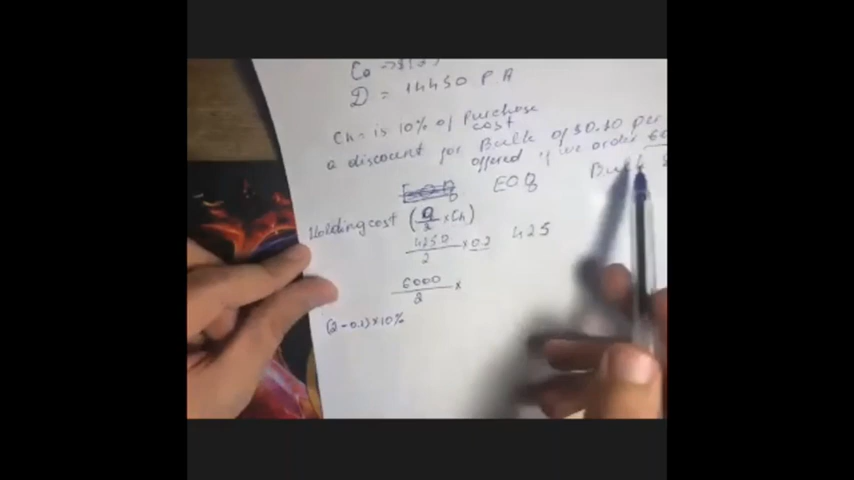 D = 14450 P.A
Ch = is 10% of Purchase cost
a discount for Bulk of $0.10 per
offered if we order 60
EOQ
Holding cost (Q/2 × Ch)
4250/2 × 0.2 425
6000/2 ×
(2-0.1)×10%